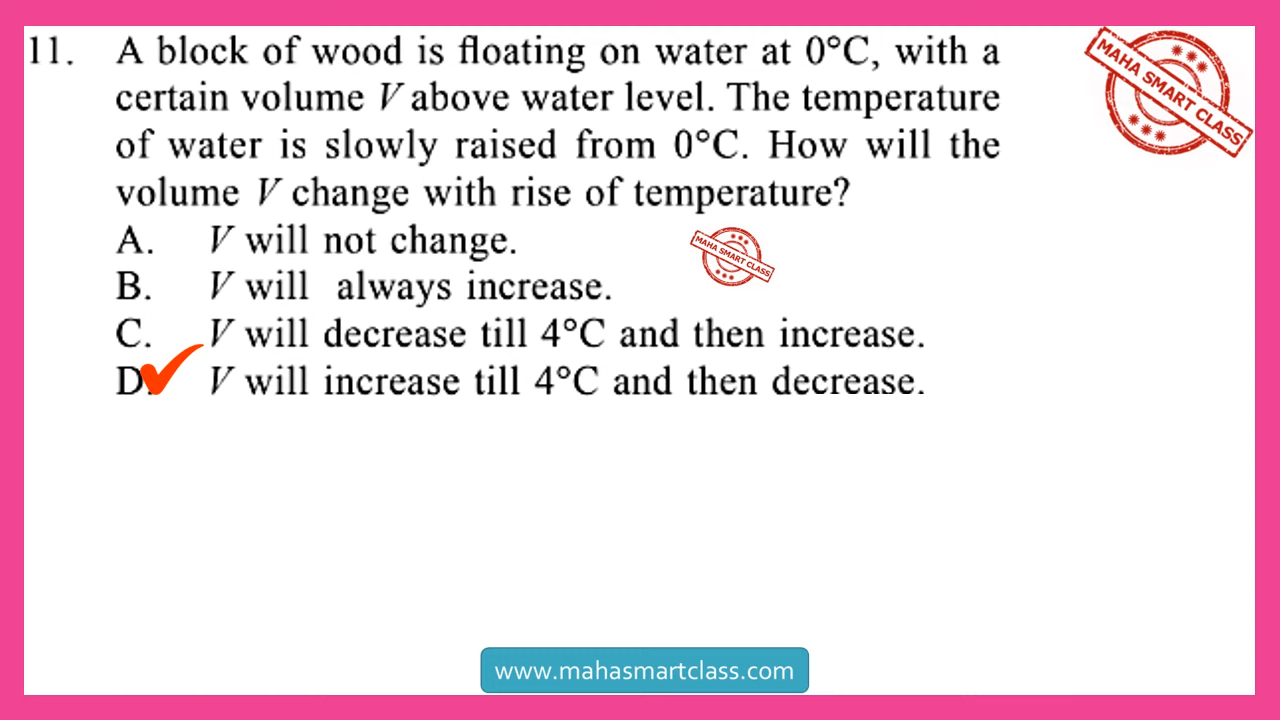 11. A block of wood is floating on water at 0°C, with a
certain volume V above water level. The temperature
of water is slowly raised from 0°C. How will the
volume V change with rise of temperature?
A. V will not change.
B. V will always increase.
C. V will decrease till 4°C and then increase.
D. V will increase till 4°C and then decrease.
MAHA SMART CLASS
MAHA SMART CLASS
www.mahasmartclass.com